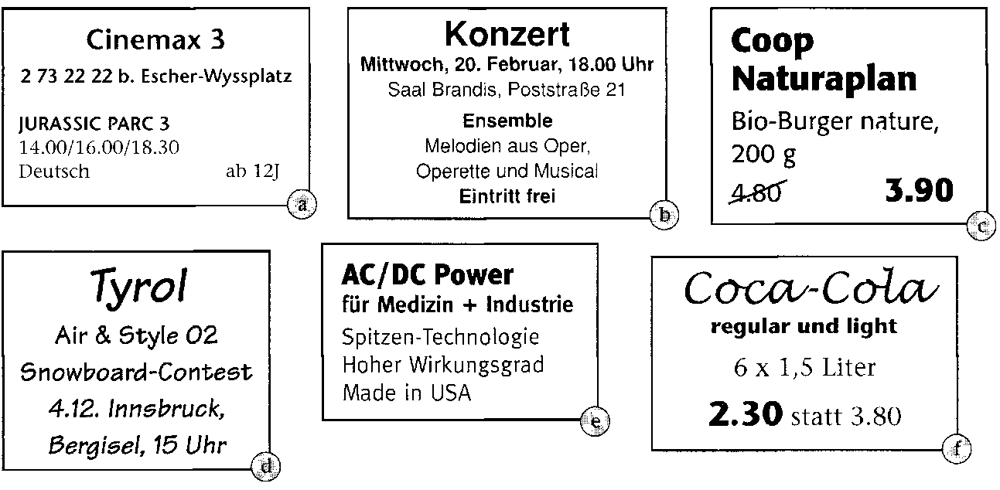 Cinemax 3
2 73 22 22 b. Escher-Wyssplatz
JURASSIC PARC 3
14.00/16.00/18.30
Deutsch ab 12J
a
Konzert
Mittwoch, 20. Februar, 18.00 Uhr
Saal Brandis, Poststraße 21
Ensemble
Melodien aus Oper,
Operette und Musical
Eintritt frei
b
Coop
Naturaplan
Bio-Burger nature,
200 g
4.80 3.90
c
Tyrol
Air & Style 02
Snowboard-Contest
4.12. Innsbruck,
Bergisel, 15 Uhr
d
AC/DC Power
für Medizin + Industrie
Spitzen-Technologie
Hoher Wirkungsgrad
Made in USA
e
Coca-Cola
regular und light
6 x 1,5 Liter
2.30 statt 3.80
f